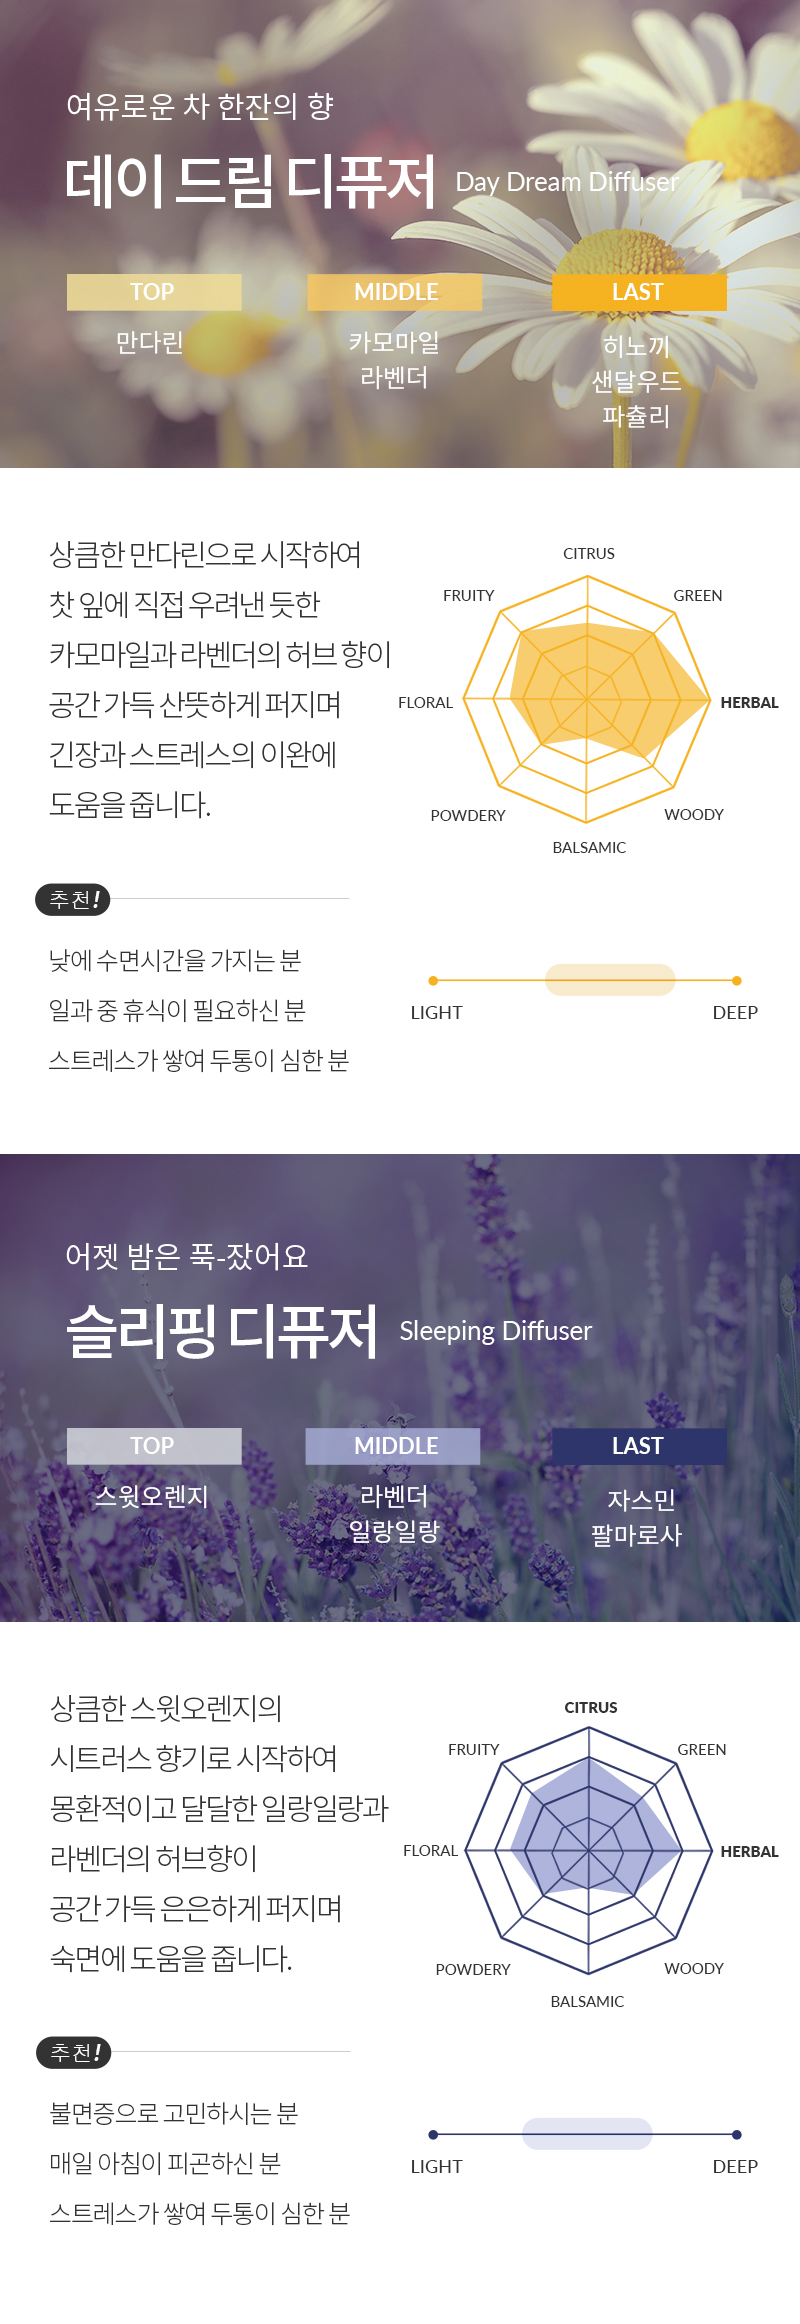 여유로운 차 한잔의 향
데이 드림 디퓨저 Day Dream Diffuser
TOP MIDDLE LAST
만다린 카모마일 히노끼
라벤더 샌달우드
파츌리
상큼한 만다린으로 시작하여
찻 잎에 직접 우려낸 듯한
카모마일과 라벤더의 허브 향이
공간 가득 산뜻하게 퍼지며
긴장과 스트레스의 이완에
도움을 줍니다.
CITRUS
FRUITY GREEN
FLORAL HERBAL
POWDERY WOODY
BALSAMIC
추천!
낮에 수면시간을 가지는 분
일과 중 휴식이 필요하신 분
스트레스가 쌓여 두통이 심한 분
LIGHT DEEP
어젯 밤은 푹-잤어요
슬리핑 디퓨저 Sleeping Diffuser
TOP MIDDLE LAST
스윗오렌지 라벤더 자스민
일랑일랑 팔마로사
상큼한 스윗오렌지의
시트러스 향기로 시작하여
몽환적이고 달달한 일랑일랑과
라벤더의 허브향이
공간 가득 은은하게 퍼지며
숙면에 도움을 줍니다.
CITRUS
FRUITY GREEN
FLORAL HERBAL
POWDERY WOODY
BALSAMIC
추천!
불면증으로 고민하시는 분
매일 아침이 피곤하신 분
스트레스가 쌓여 두통이 심한 분
LIGHT DEEP